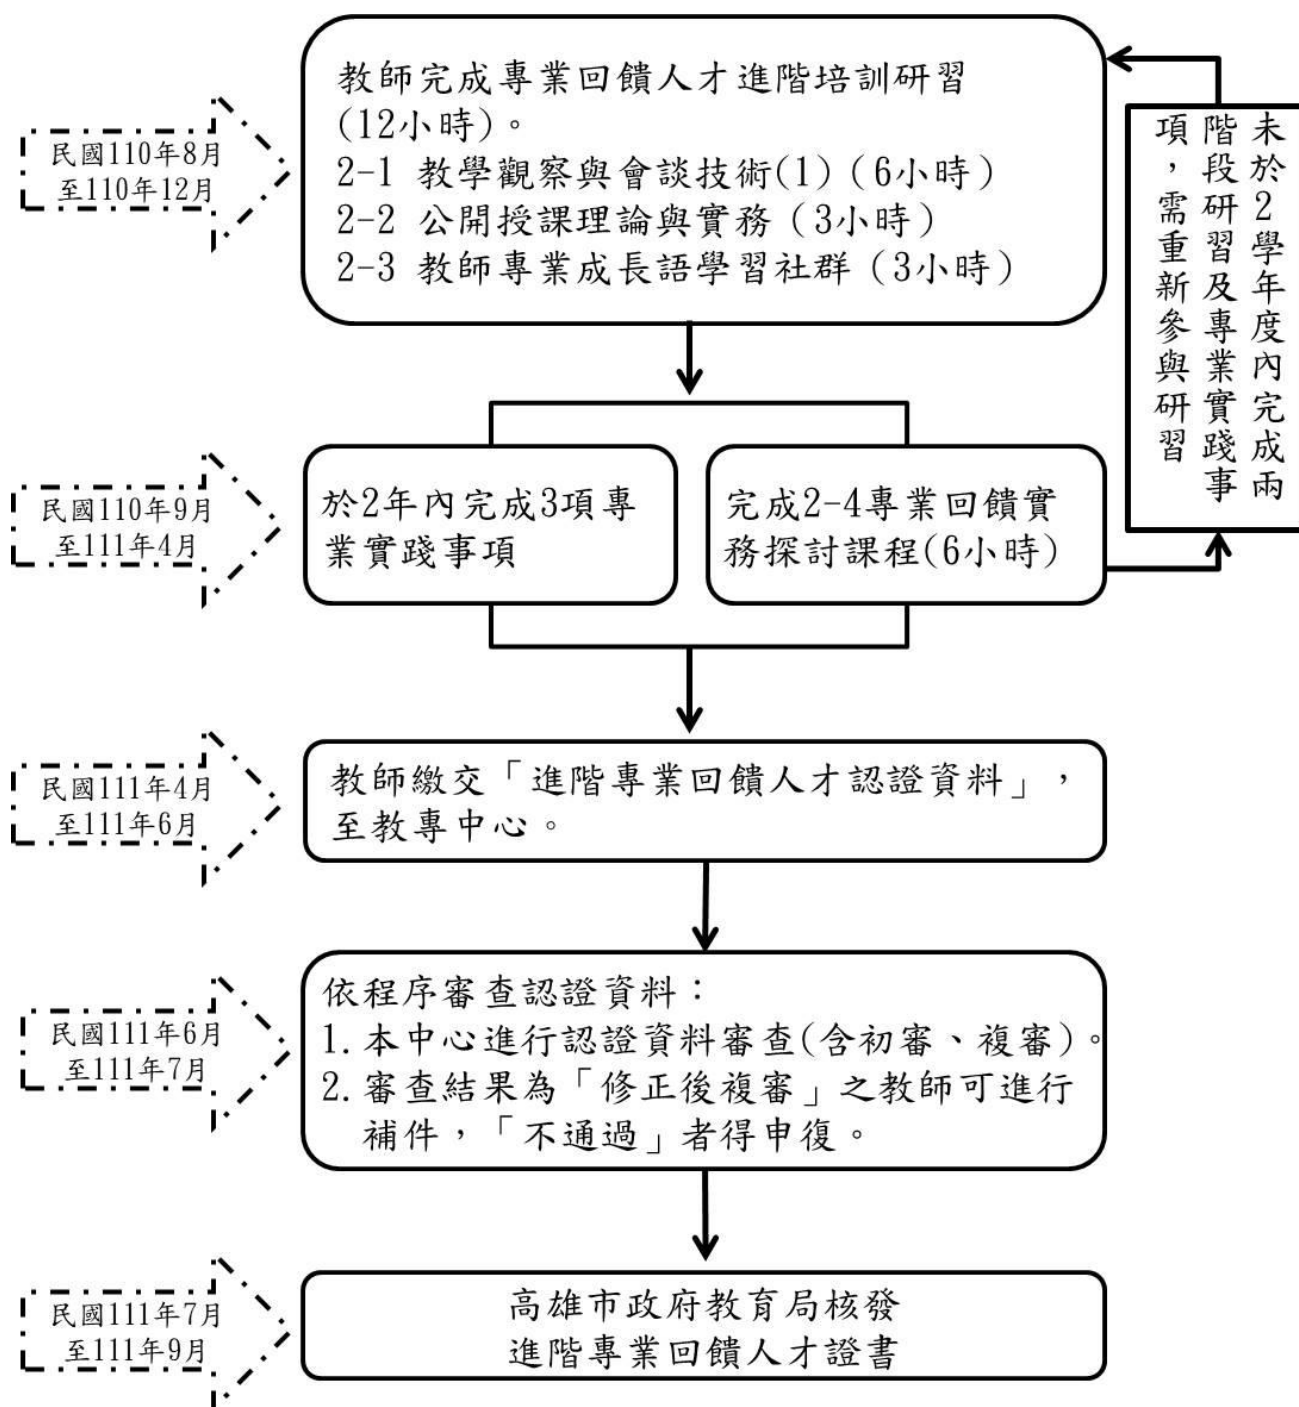 民國110年8月
至110年12月
教師完成專業回饋人才進階培訓研習
(12小時)。
2-1 教學觀察與會談技術(1)(6小時)
2-2 公開授課理論與實務(3小時)
2-3 教師專業成長語學習社群(3小時)
未於2學年度內完成兩
階段研習及專業實踐事
項，需重新參與研習
民國110年9月
至111年4月
於2年內完成3項專
業實踐事項
完成2-4專業回饋實
務探討課程(6小時)
民國111年4月
至111年6月
教師繳交「進階專業回饋人才認證資料」，
至教專中心。
民國111年6月
至111年7月
依程序審查認證資料：
1.本中心進行認證資料審查(含初審、複審)。
2.審查結果為「修正後複審」之教師可進行
補件，「不通過」者得申復。
民國111年7月
至111年9月
高雄市政府教育局核發
進階專業回饋人才證書